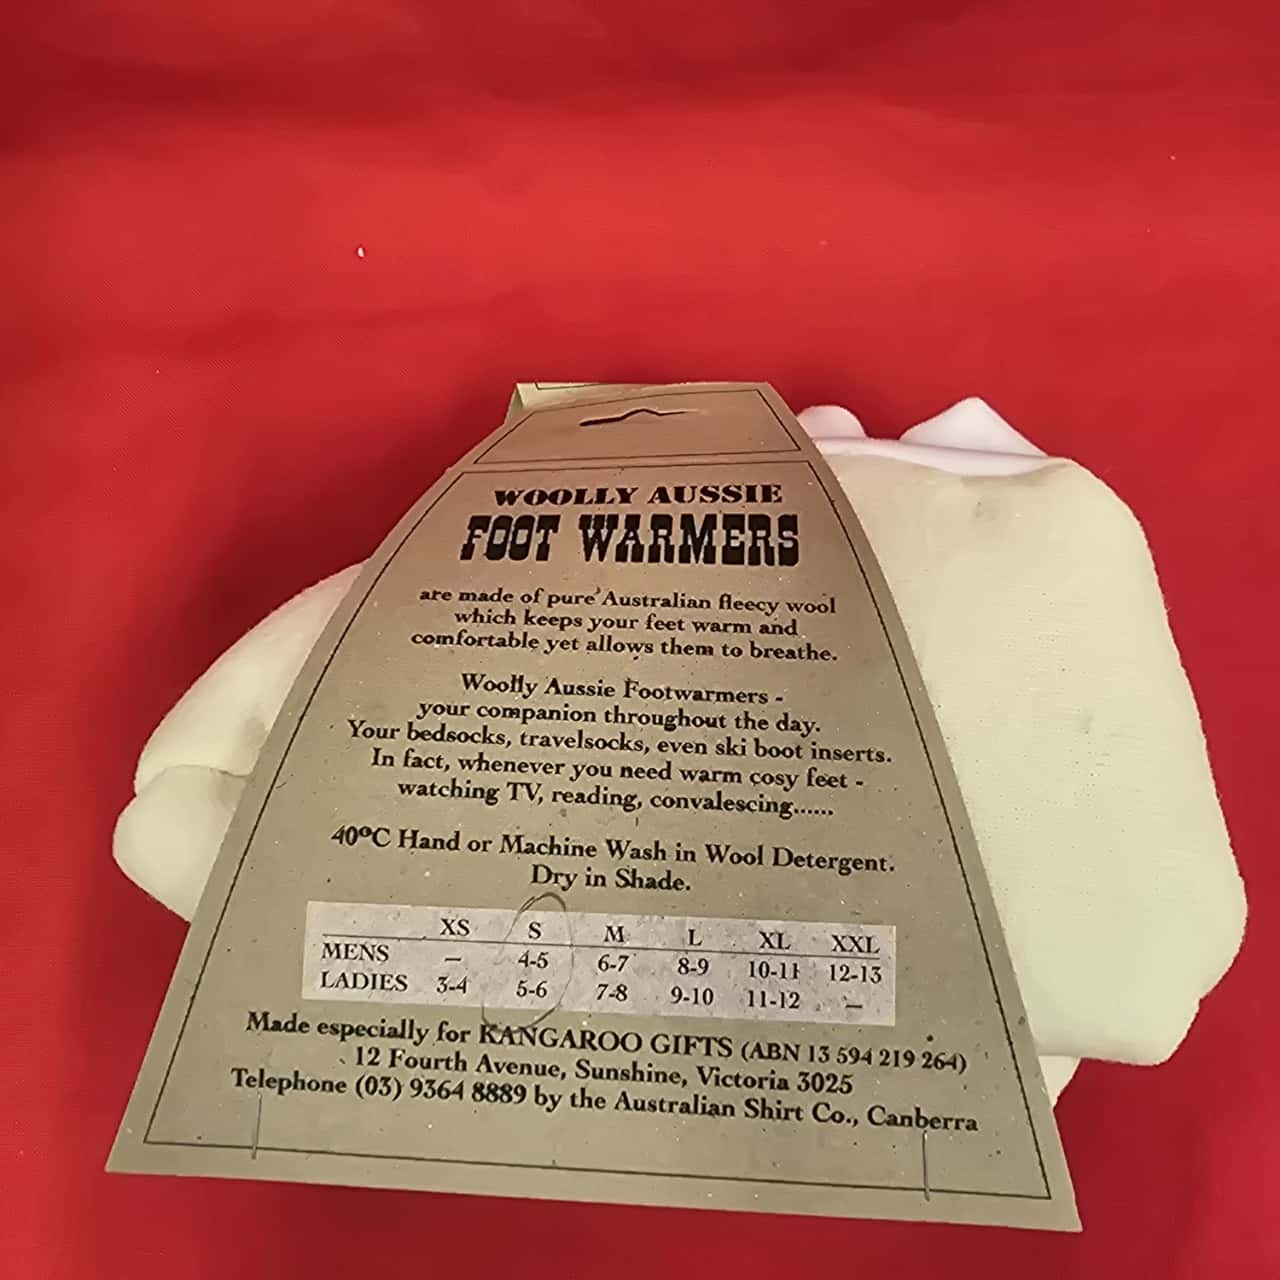 WOOLLY AUSSIE
FOOT WARMERS
are made of pure Australian fleecy wool
which keeps your feet warm and
comfortable yet allows them to breathe.
Woolly Aussie Footwarmers -
your companion throughout the day.
Your bedsocks, travelsocks, even ski boot inserts.
In fact, whenever you need warm cosy feet -
watching TV, reading, convalescing......
40ºC Hand or Machine Wash in Wool Detergent.
Dry in Shade.
XS S M L XL XXL
MENS — 4-5 6-7 8-9 10-11 12-13
LADIES 3-4 5-6 7-8 9-10 11-12 —
Made especially for KANGAROO GIFTS (ABN 13 594 219 264)
12 Fourth Avenue, Sunshine, Victoria 3025
Telephone (03) 9364 8889 by the Australian Shirt Co., Canberra